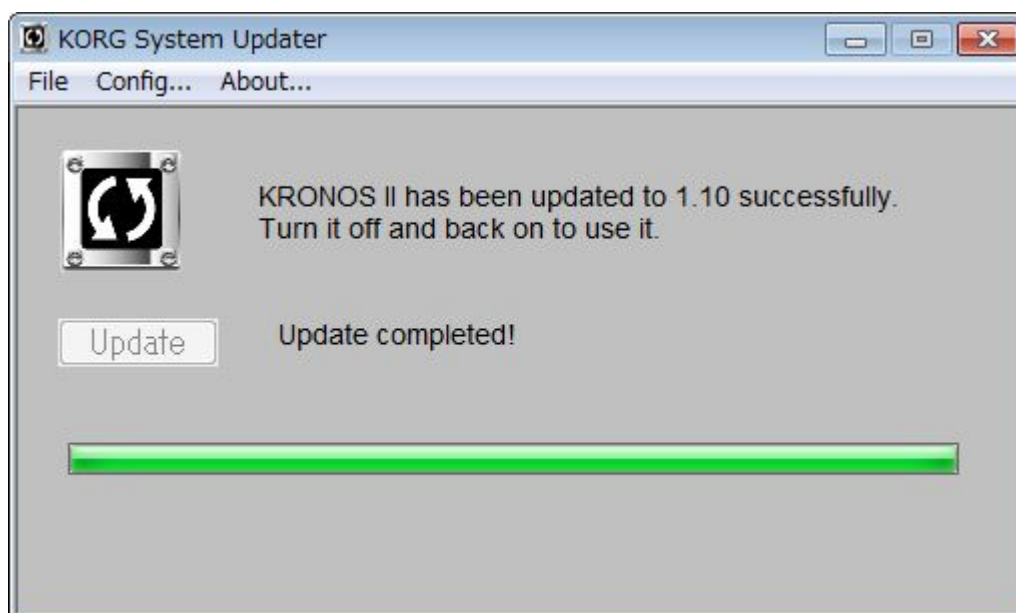 KORG System Updater
File Config... About...
KRONOS II has been updated to 1.10 successfully.
Turn it off and back on to use it.
Update
Update completed!